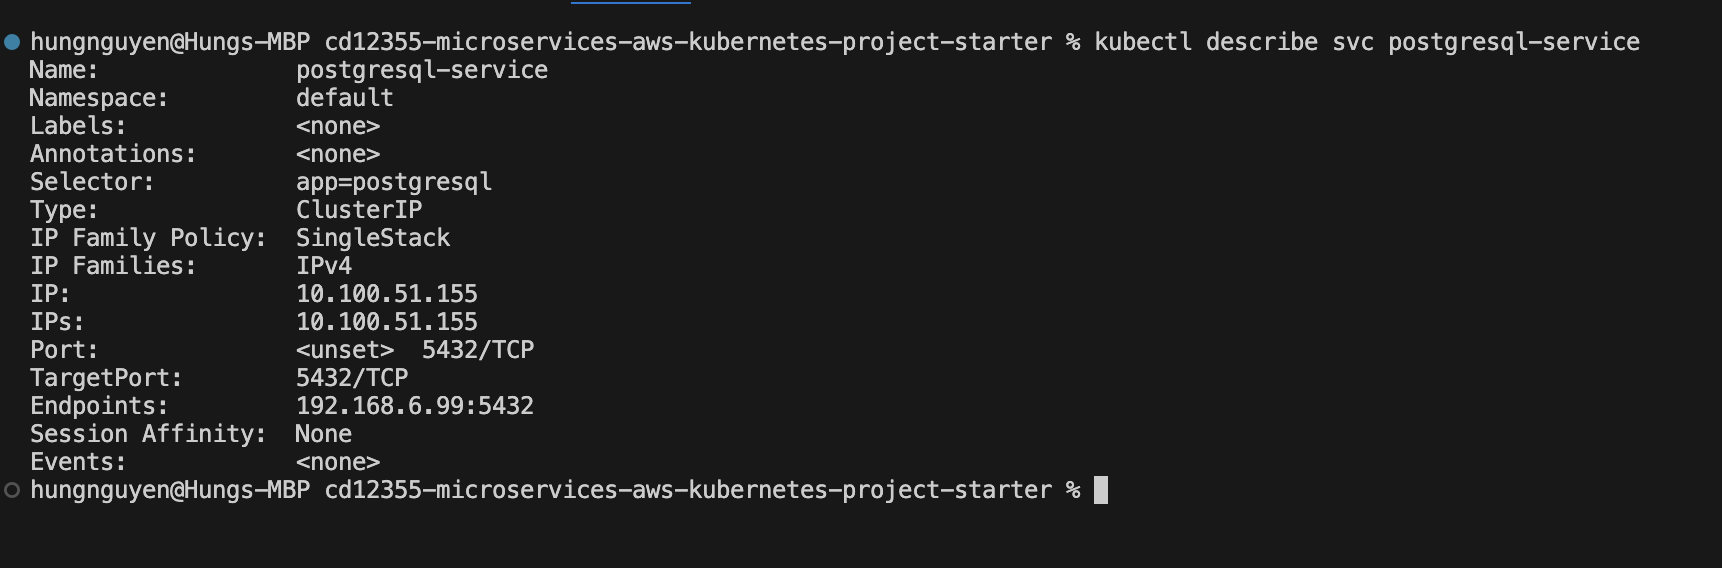 hungnguyen@Hungs-MBP cd12355-microservices-aws-kubernetes-project-starter % kubectl describe svc postgresql-service
Name:              postgresql-service
Namespace:         default
Labels:            <none>
Annotations:       <none>
Selector:          app=postgresql
Type:              ClusterIP
IP Family Policy:  SingleStack
IP Families:       IPv4
IP:                10.100.51.155
IPs:               10.100.51.155
Port:              <unset>  5432/TCP
TargetPort:        5432/TCP
Endpoints:         192.168.6.99:5432
Session Affinity:  None
Events:            <none>
hungnguyen@Hungs-MBP cd12355-microservices-aws-kubernetes-project-starter %